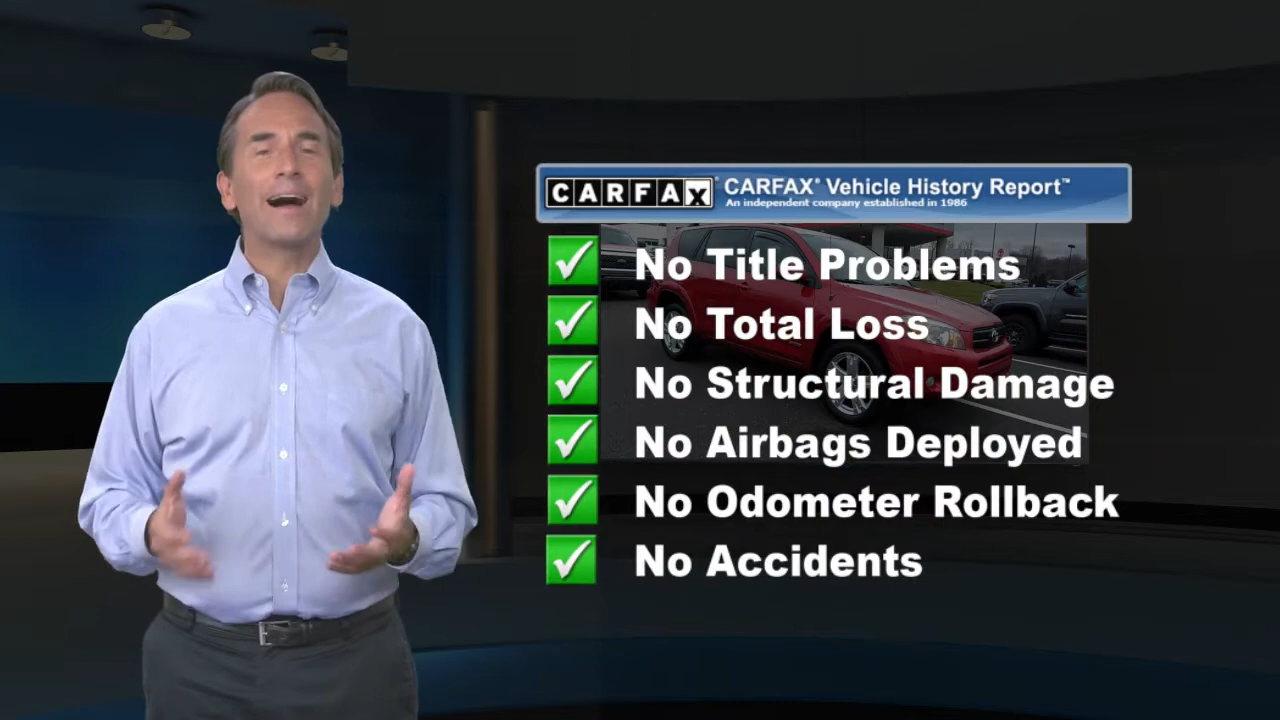 CARFAX® CARFAX® Vehicle History Report™
An independent company established in 1986
No Title Problems
No Total Loss
No Structural Damage
No Airbags Deployed
No Odometer Rollback
No Accidents